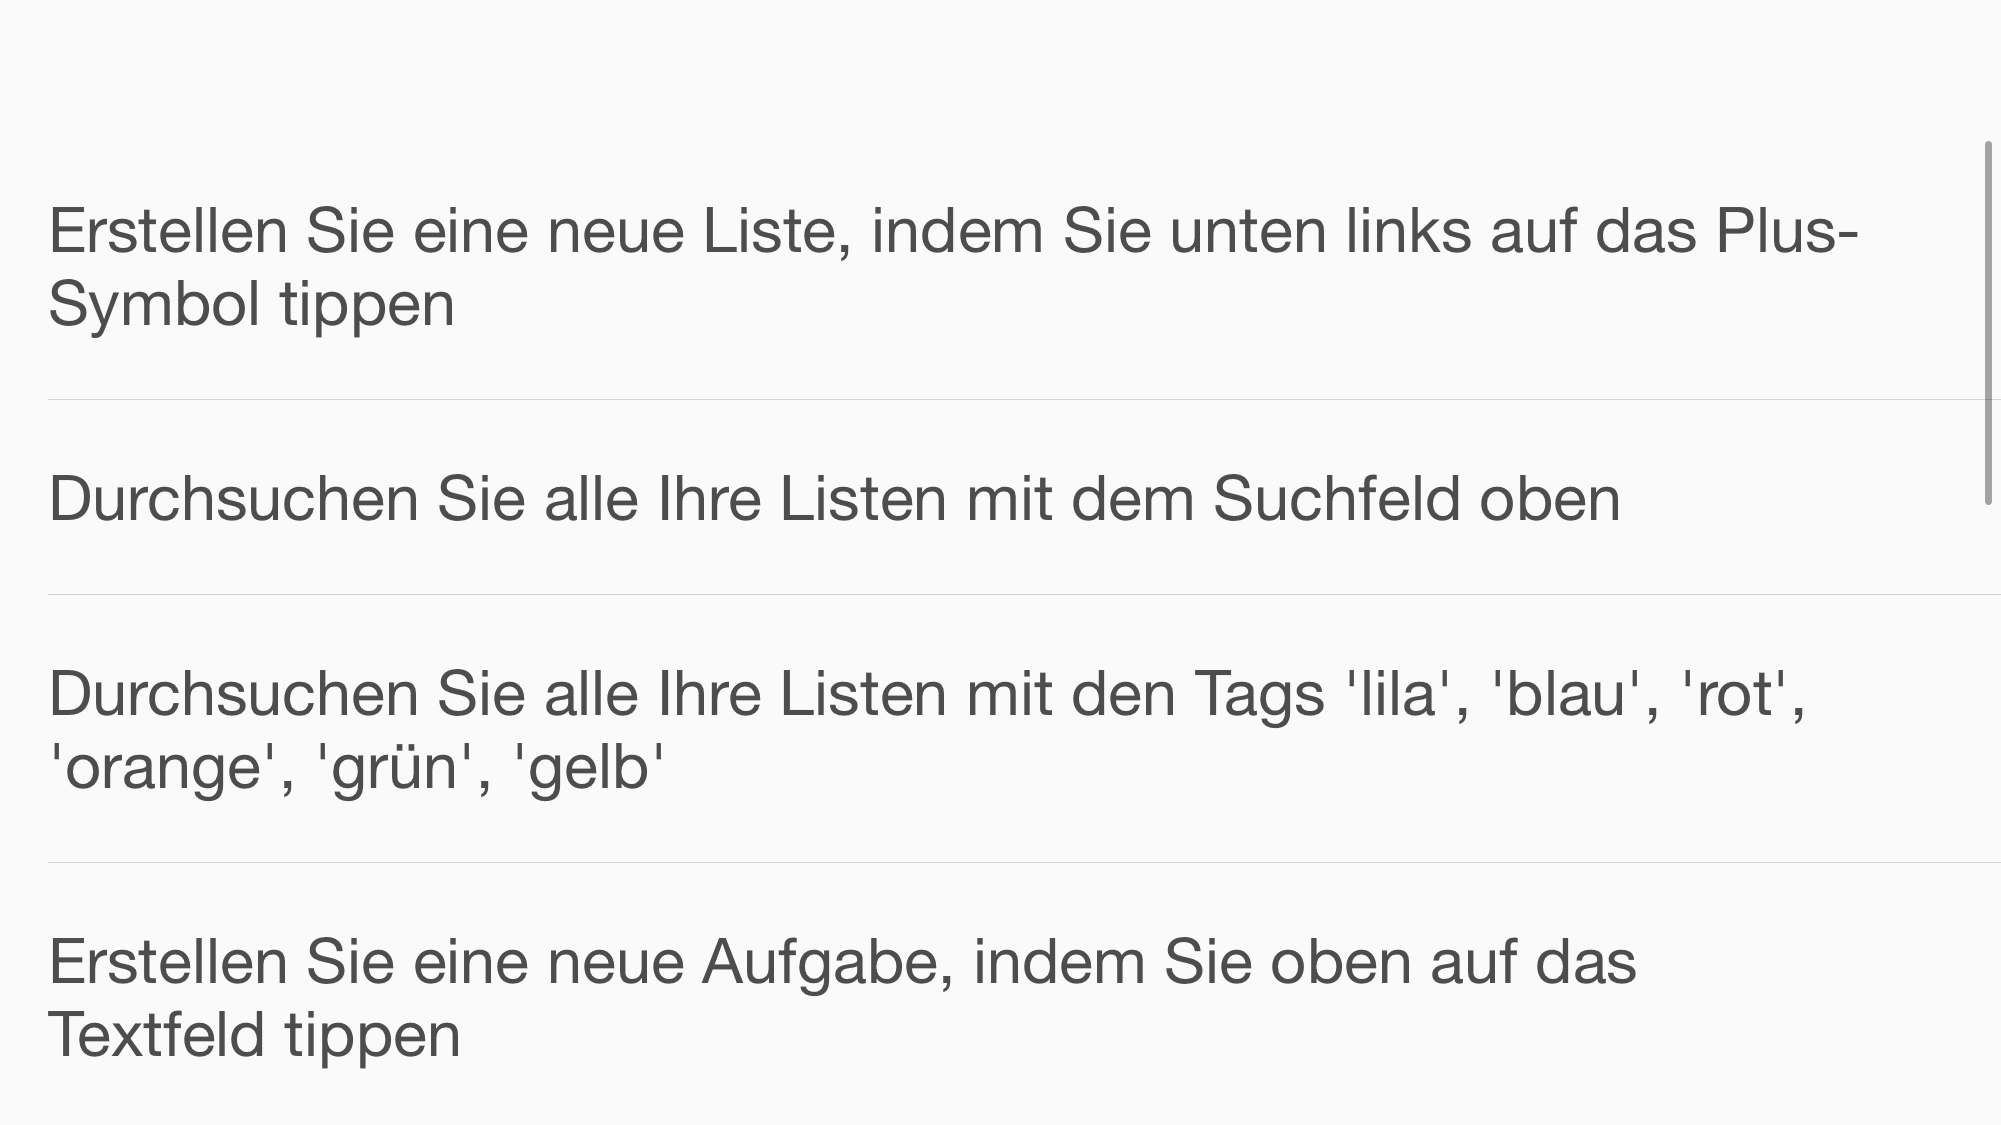 Erstellen Sie eine neue Liste, indem Sie unten links auf das Plus-
Symbol tippen
Durchsuchen Sie alle Ihre Listen mit dem Suchfeld oben
Durchsuchen Sie alle Ihre Listen mit den Tags 'lila', 'blau', 'rot',
'orange', 'grün', 'gelb'
Erstellen Sie eine neue Aufgabe, indem Sie oben auf das
Textfeld tippen